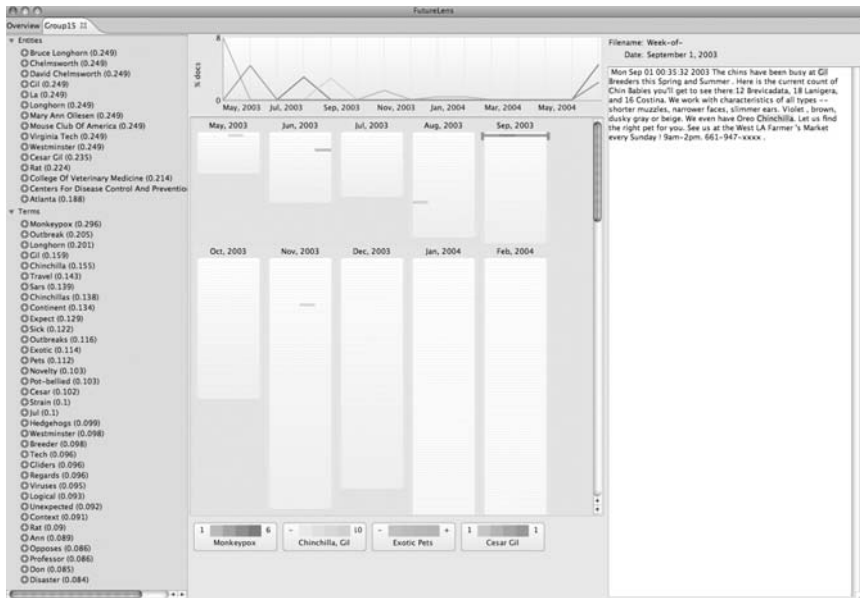 FutureLens
Overview Group15
Entities
Bruce Longhorn (0.249)
Chelmsworth (0.249)
David Chelmsworth (0.249)
Gil (0.249)
La (0.249)
Longhorn (0.249)
Mary Ann Ollesen (0.249)
Mouse Club Of America (0.249)
Virginia Tech (0.249)
Westminster (0.249)
Cesar Gil (0.235)
Rat (0.224)
College Of Veterinary Medicine (0.214)
Centers For Disease Control And Preventio
Atlanta (0.188)
Terms
Monkeypox (0.296)
Outbreak (0.205)
Longhorn (0.201)
Gil (0.159)
Chinchilla (0.155)
Travel (0.143)
Sars (0.139)
Chinchillas (0.138)
Continent (0.134)
Expect (0.129)
Sick (0.122)
Outbreaks (0.116)
Exotic (0.114)
Pets (0.112)
Novelty (0.103)
Pot-bellied (0.103)
Cesar (0.102)
Strain (0.1)
Jul (0.1)
Hedgehogs (0.099)
Westminster (0.098)
Breeder (0.098)
Tech (0.096)
Gliders (0.096)
Regards (0.096)
Viruses (0.095)
Logical (0.093)
Unexpected (0.092)
Context (0.091)
Rat (0.09)
Ann (0.089)
Opposes (0.086)
Professor (0.086)
Don (0.085)
Disaster (0.084)
8
% docs
0
May, 2003 Jul, 2003 Sep, 2003 Nov, 2003 Jan, 2004 Mar, 2004 May, 2004
May, 2003 Jun, 2003 Jul, 2003 Aug, 2003 Sep, 2003
Oct, 2003 Nov, 2003 Dec, 2003 Jan, 2004 Feb, 2004
1 6 - 10 - + 1 1
Monkeypox Chinchilla, Gil Exotic Pets Cesar Gil
Filename: Week-of-
Date: September 1, 2003
Mon Sep 01 00:35:32 2003 The chins have been busy at Gil
Breeders this Spring and Summer . Here is the current count of
Chin Babies you'll get to see there:12 Brevicadata, 18 Lanigera,
and 16 Costina. We work with characteristics of all types --
shorter muzzles, narrower faces, slimmer ears. Violet , brown,
dusky gray or beige. We even have Oreo Chinchilla. Let us find
the right pet for you. See us at the West LA Farmer 's Market
every Sunday ! 9am-2pm. 661-947-xxxx .